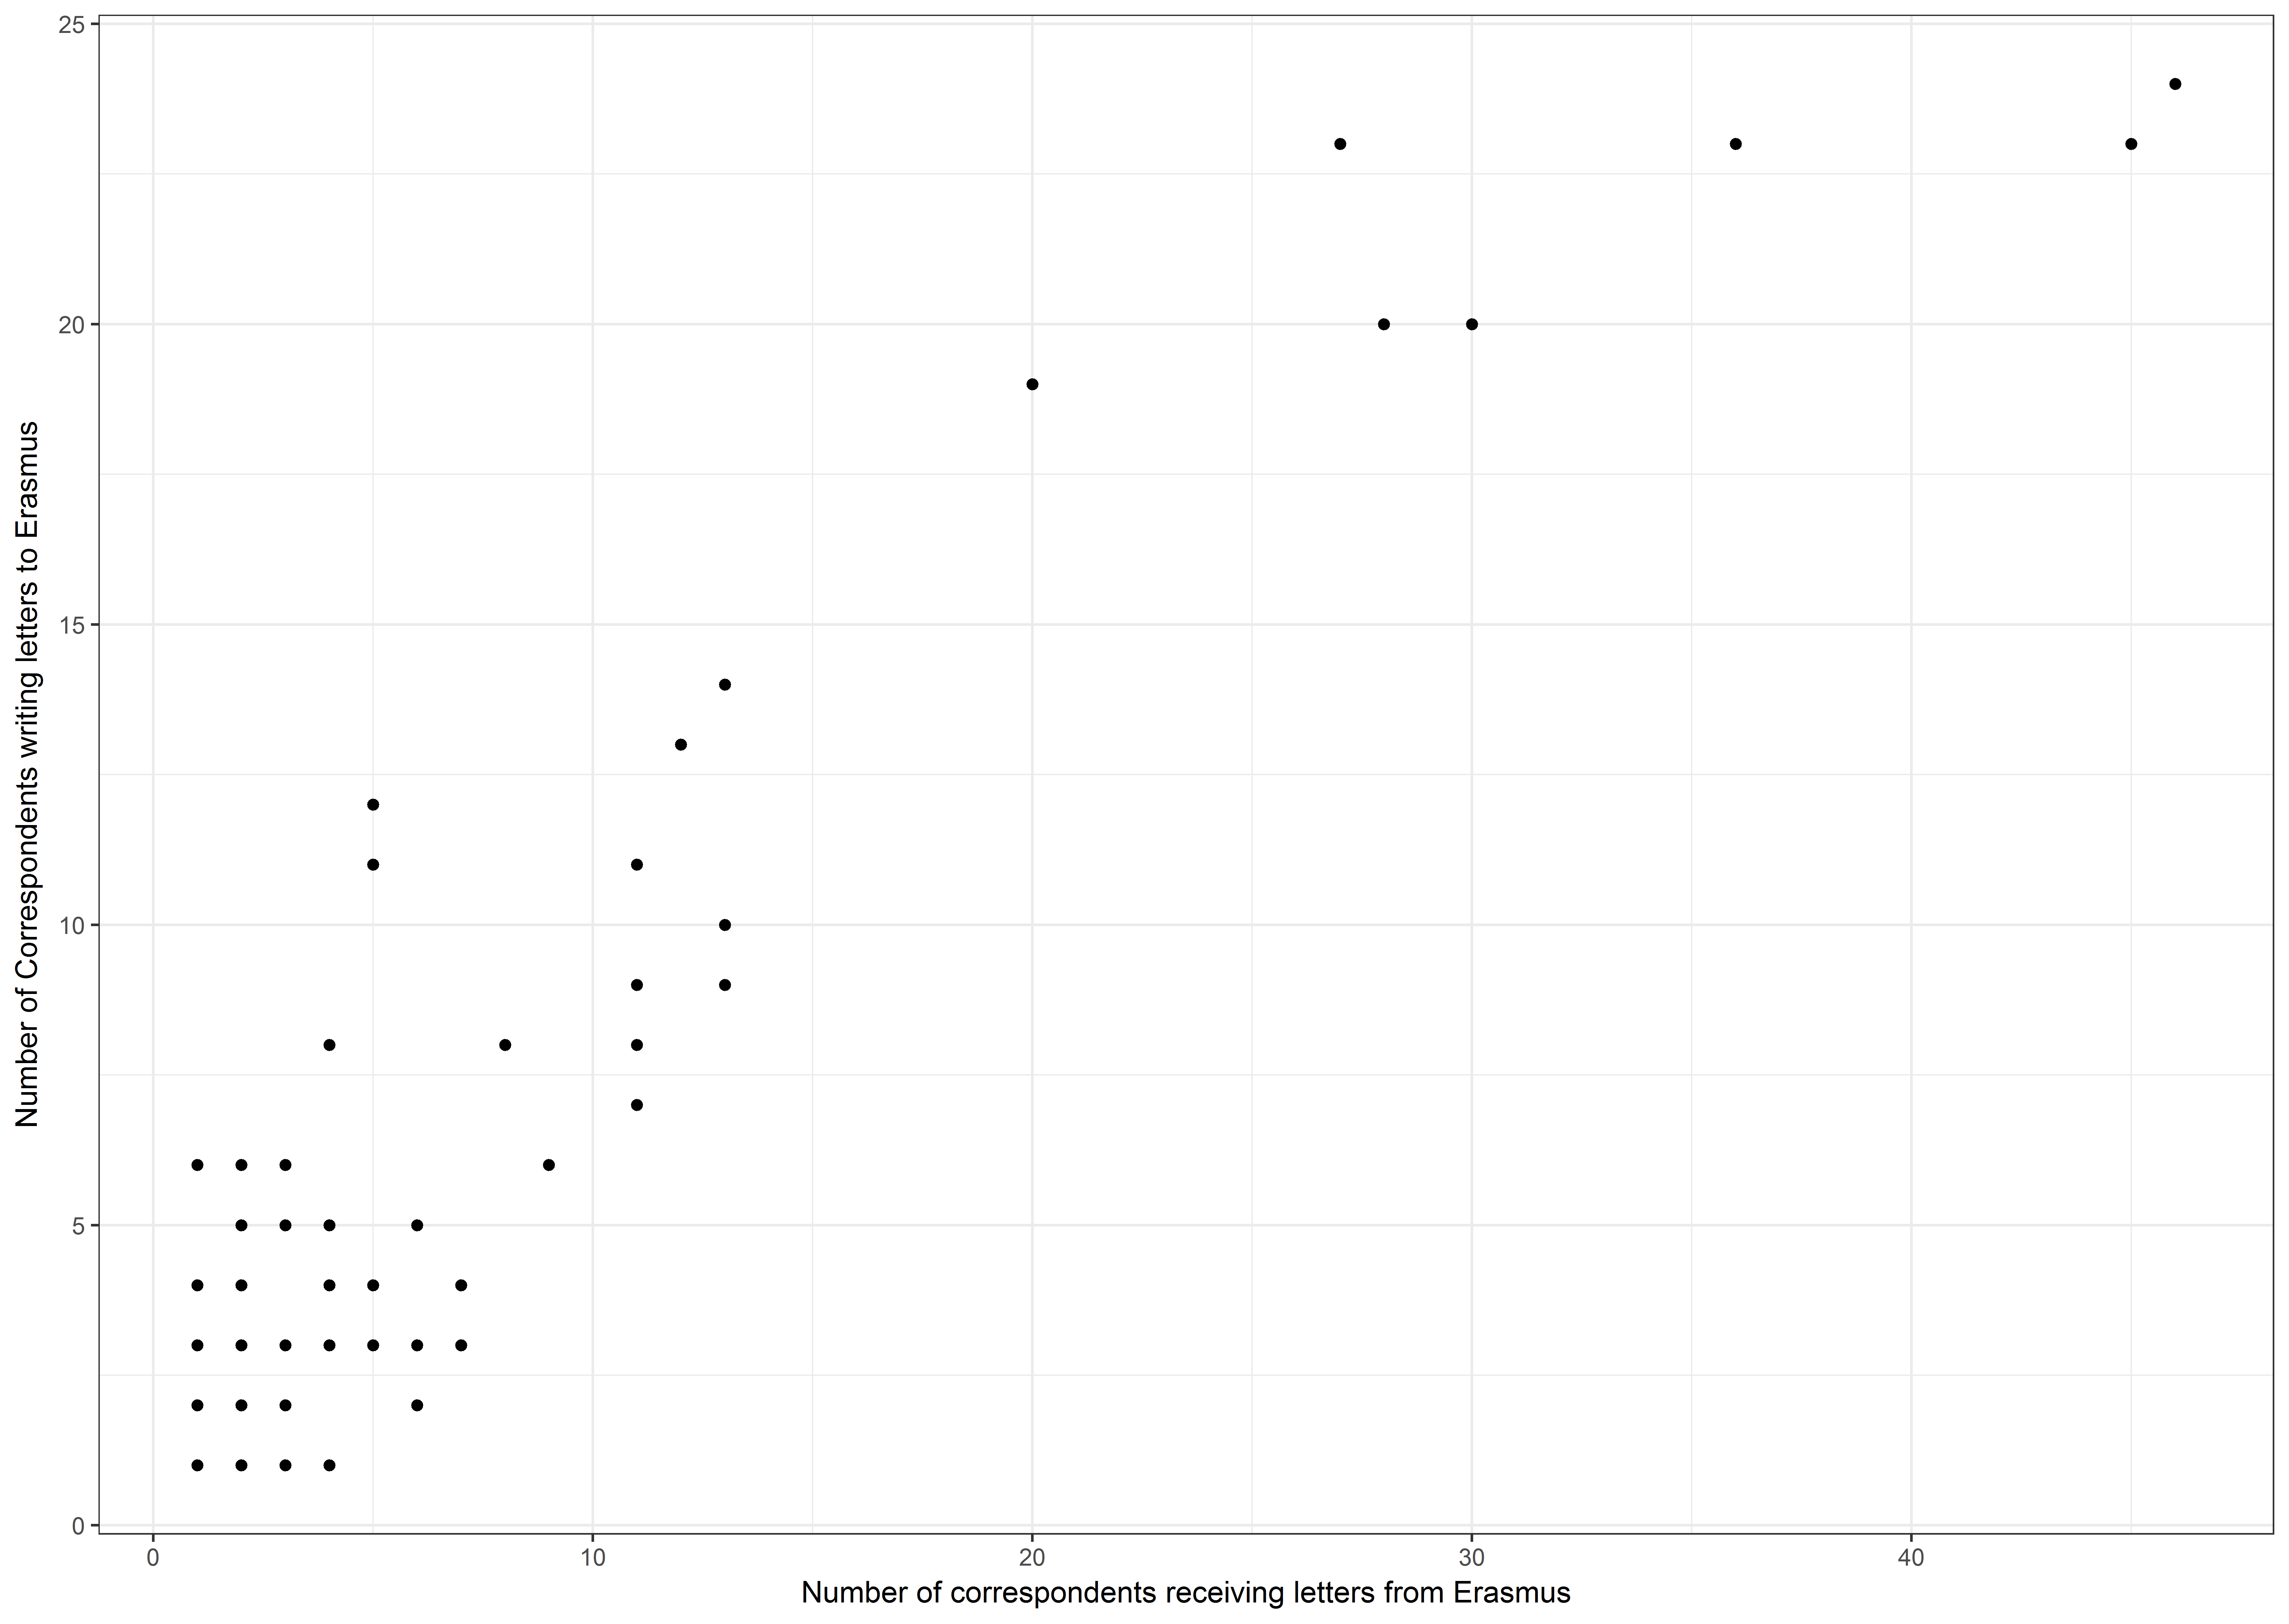 25
20
15
10
5
0
Number of Correspondents writing letters to Erasmus
0 10 20 30 40
Number of correspondents receiving letters from Erasmus